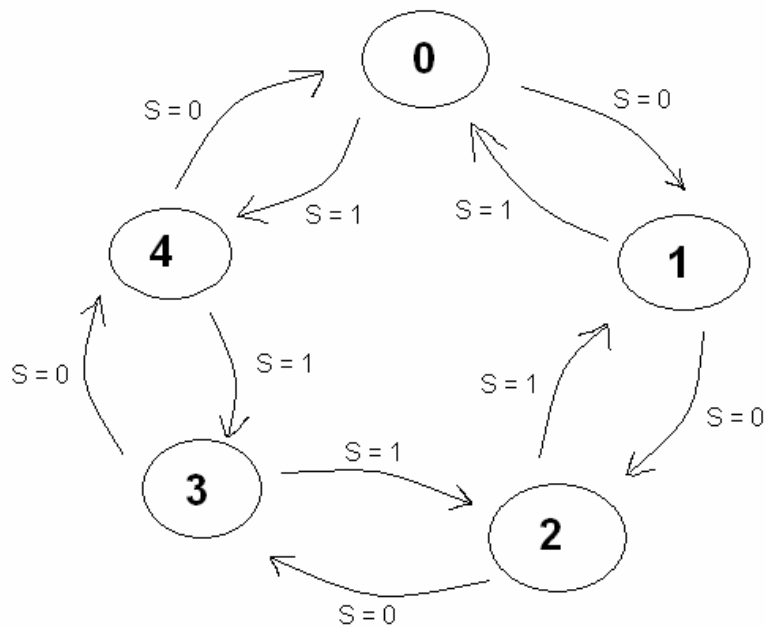 0
S = 0
S = 0
S = 1
S = 1
4
1
S = 1
S = 0
S = 1
S = 0
S = 1
3
2
S = 0